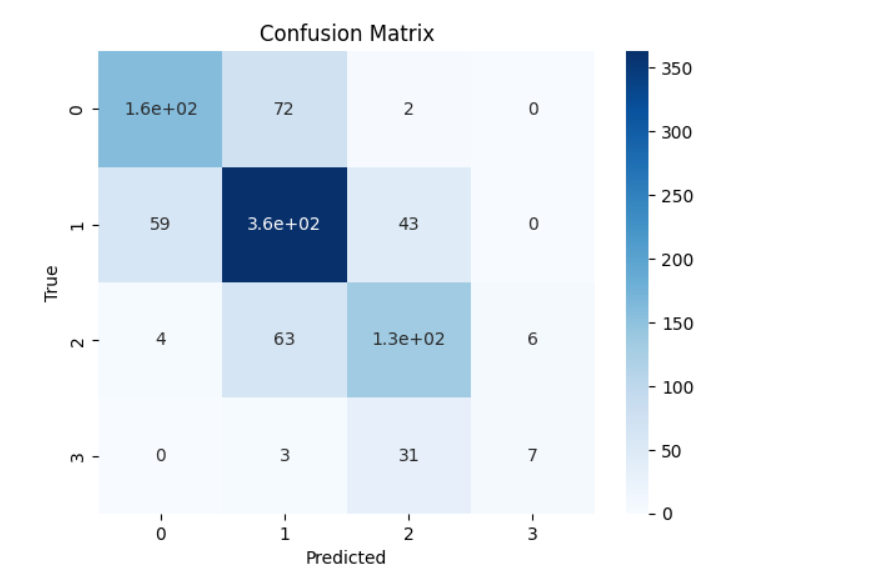 Confusion Matrix
0 1.6e+02 72 2 0
1 59 3.6e+02 43 0
2 4 63 1.3e+02 6
3 0 3 31 7
0 1 2 3
Predicted
True
350
300
250
200
150
100
50
0